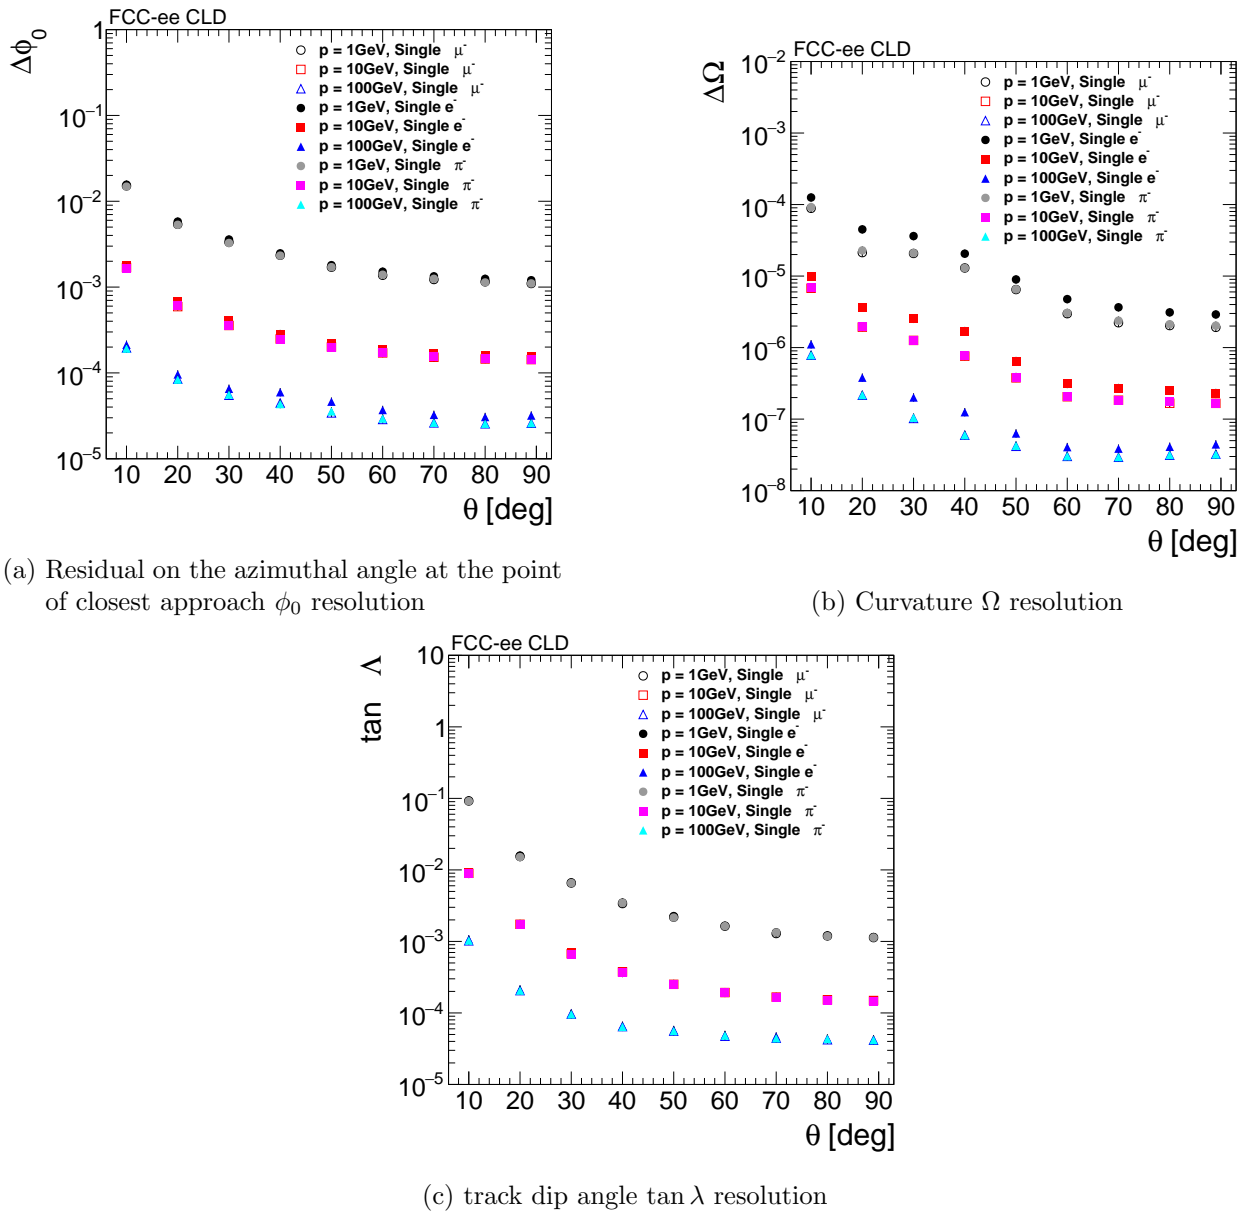 FCC-ee CLD
Δϕ₀
1
10⁻¹
10⁻²
10⁻³
10⁻⁴
10⁻⁵
p = 1GeV, Single μ⁻
p = 10GeV, Single μ⁻
p = 100GeV, Single μ⁻
p = 1GeV, Single e⁻
p = 10GeV, Single e⁻
p = 100GeV, Single e⁻
p = 1GeV, Single π⁻
p = 10GeV, Single π⁻
p = 100GeV, Single π⁻
10 20 30 40 50 60 70 80 90
θ [deg]
(a) Residual on the azimuthal angle at the point
of closest approach ϕ₀ resolution
FCC-ee CLD
ΔΩ
10⁻²
10⁻³
10⁻⁴
10⁻⁵
10⁻⁶
10⁻⁷
10⁻⁸
p = 1GeV, Single μ⁻
p = 10GeV, Single μ⁻
p = 100GeV, Single μ⁻
p = 1GeV, Single e⁻
p = 10GeV, Single e⁻
p = 100GeV, Single e⁻
p = 1GeV, Single π⁻
p = 10GeV, Single π⁻
p = 100GeV, Single π⁻
10 20 30 40 50 60 70 80 90
θ [deg]
(b) Curvature Ω resolution
FCC-ee CLD
tan Λ
10
1
10⁻¹
10⁻²
10⁻³
10⁻⁴
10⁻⁵
p = 1GeV, Single μ⁻
p = 10GeV, Single μ⁻
p = 100GeV, Single μ⁻
p = 1GeV, Single e⁻
p = 10GeV, Single e⁻
p = 100GeV, Single e⁻
p = 1GeV, Single π⁻
p = 10GeV, Single π⁻
p = 100GeV, Single π⁻
10 20 30 40 50 60 70 80 90
θ [deg]
(c) track dip angle tan λ resolution